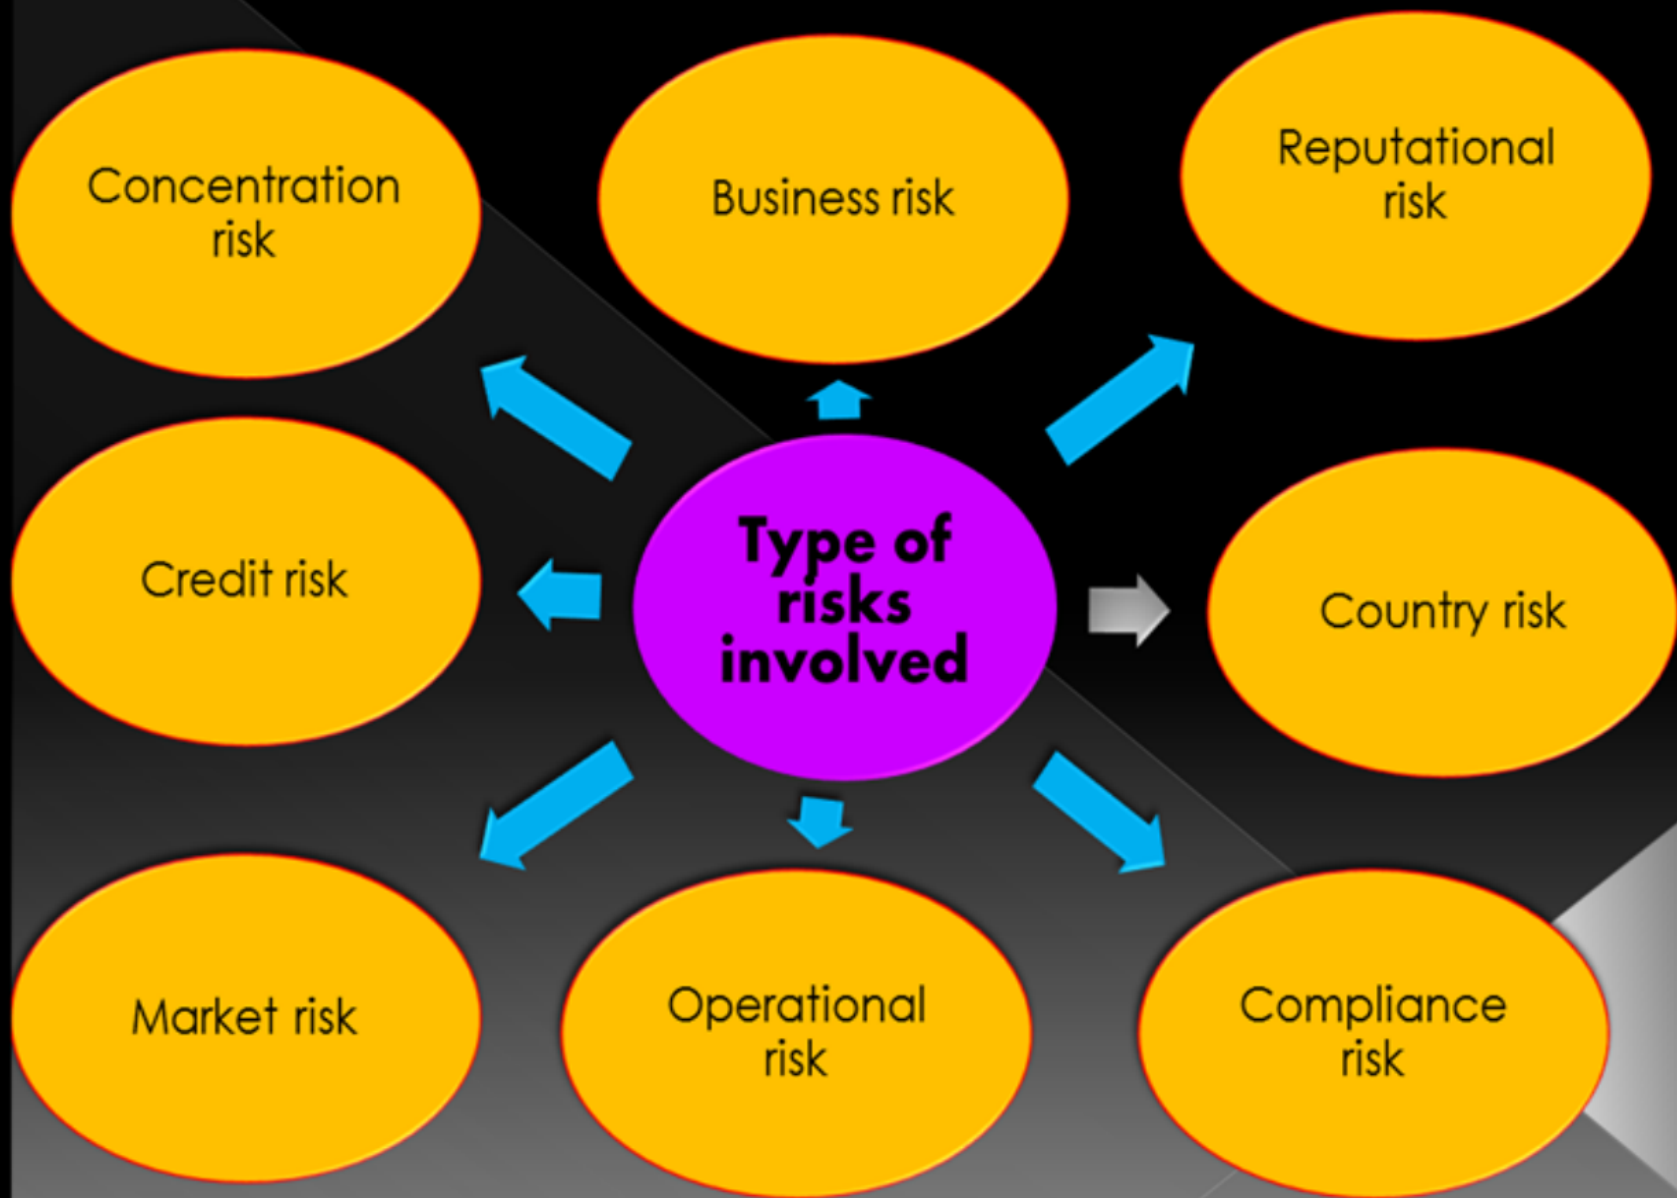 Concentration
risk
Business risk
Reputational
risk
Credit risk
Type of
risks
involved
Country risk
Market risk
Operational
risk
Compliance
risk